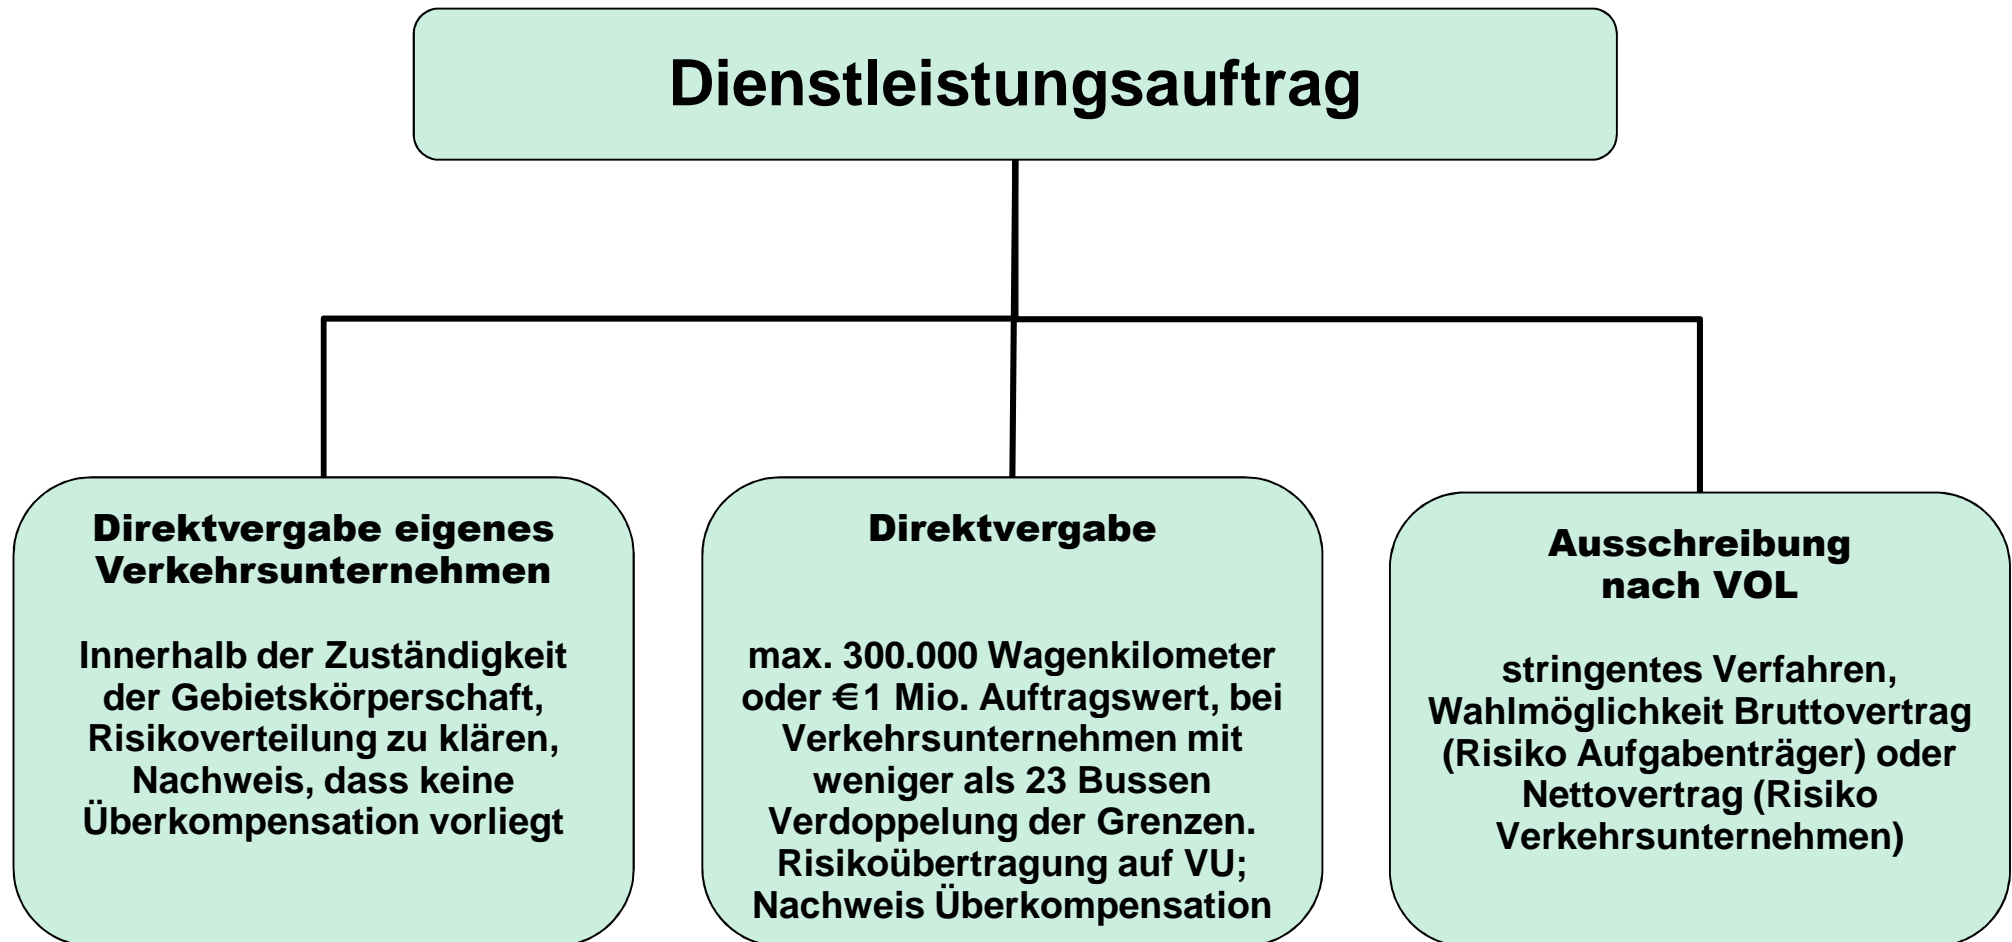 Dienstleistungsauftrag
Direktvergabe eigenes
Verkehrsunternehmen
Innerhalb der Zuständigkeit
der Gebietskörperschaft,
Risikoverteilung zu klären,
Nachweis, dass keine
Überkompensation vorliegt
Direktvergabe
max. 300.000 Wagenkilometer
oder € 1 Mio. Auftragswert, bei
Verkehrsunternehmen mit
weniger als 23 Bussen
Verdoppelung der Grenzen.
Risikoübertragung auf VU;
Nachweis Überkompensation
Ausschreibung
nach VOL
stringentes Verfahren,
Wahlmöglichkeit Bruttovertrag
(Risiko Aufgabenträger) oder
Nettovertrag (Risiko
Verkehrsunternehmen)